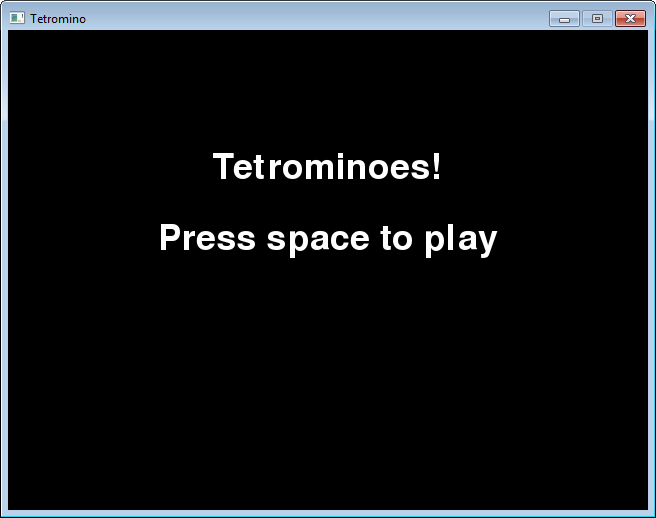 Tetromino
Tetrominoes!
Press space to play